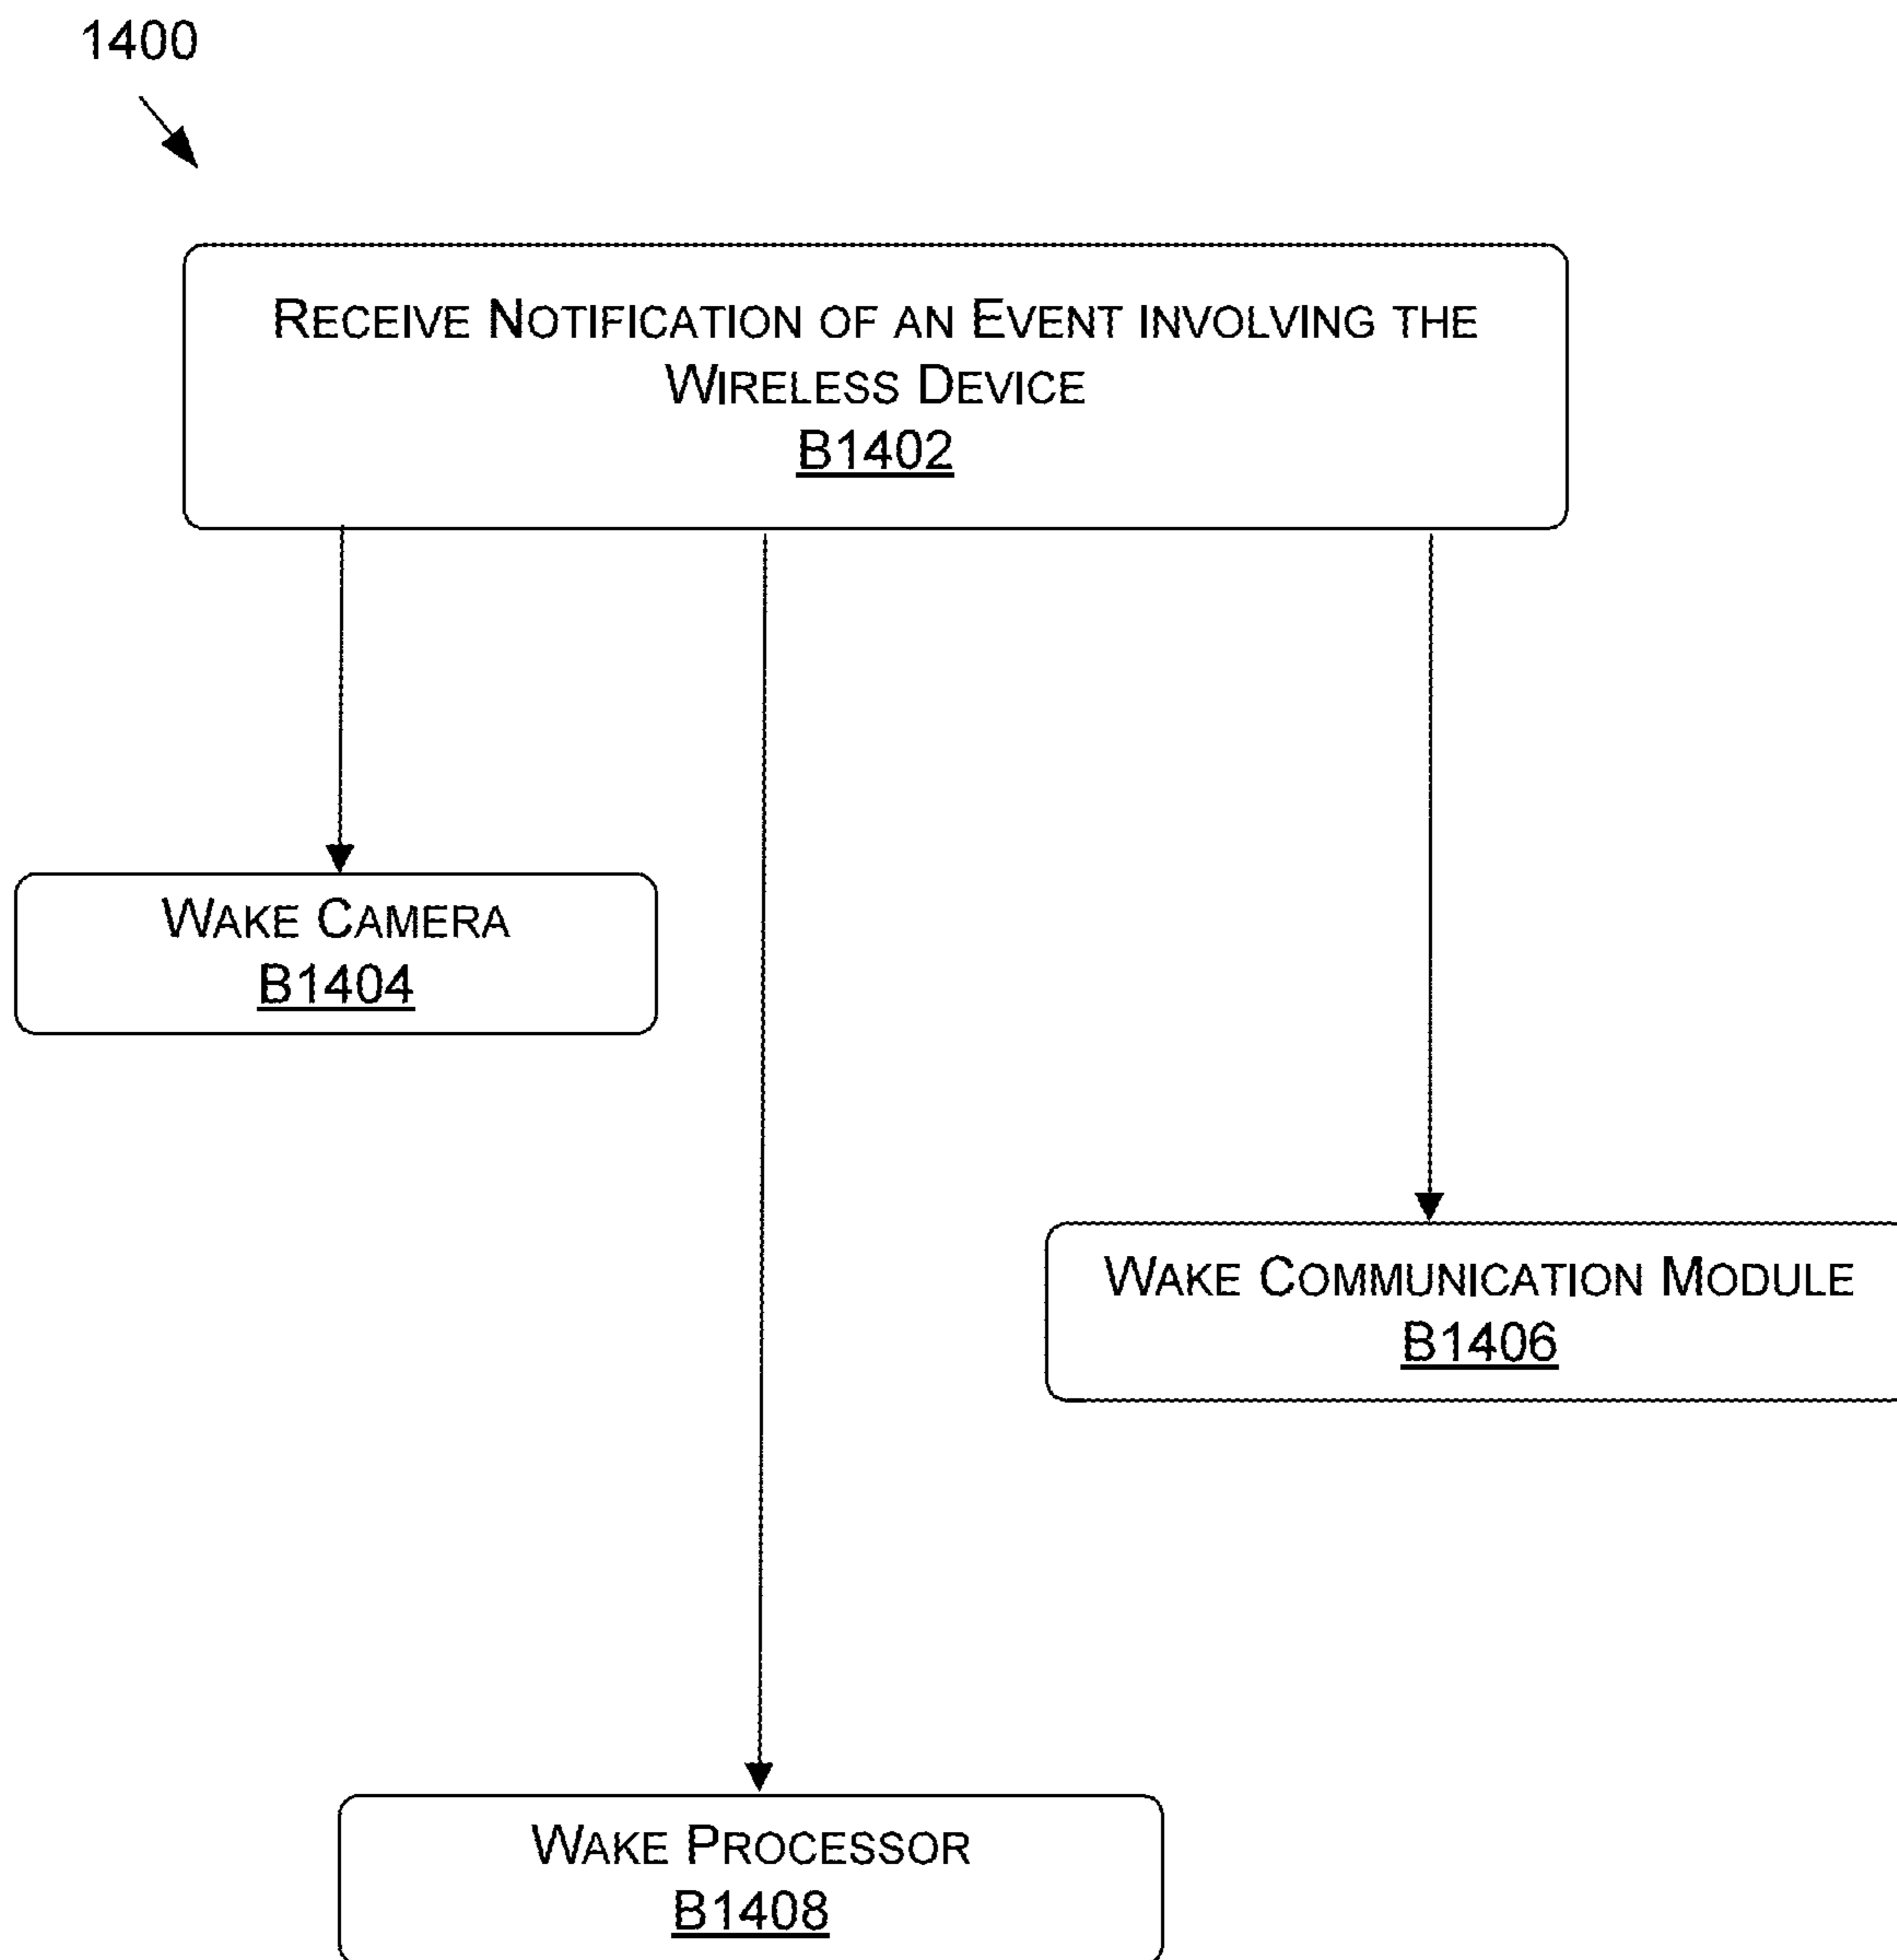 1400
Receive Notification of an Event involving the
Wireless Device
B1402
Wake Camera
B1404
Wake Communication Module
B1406
Wake Processor
B1408